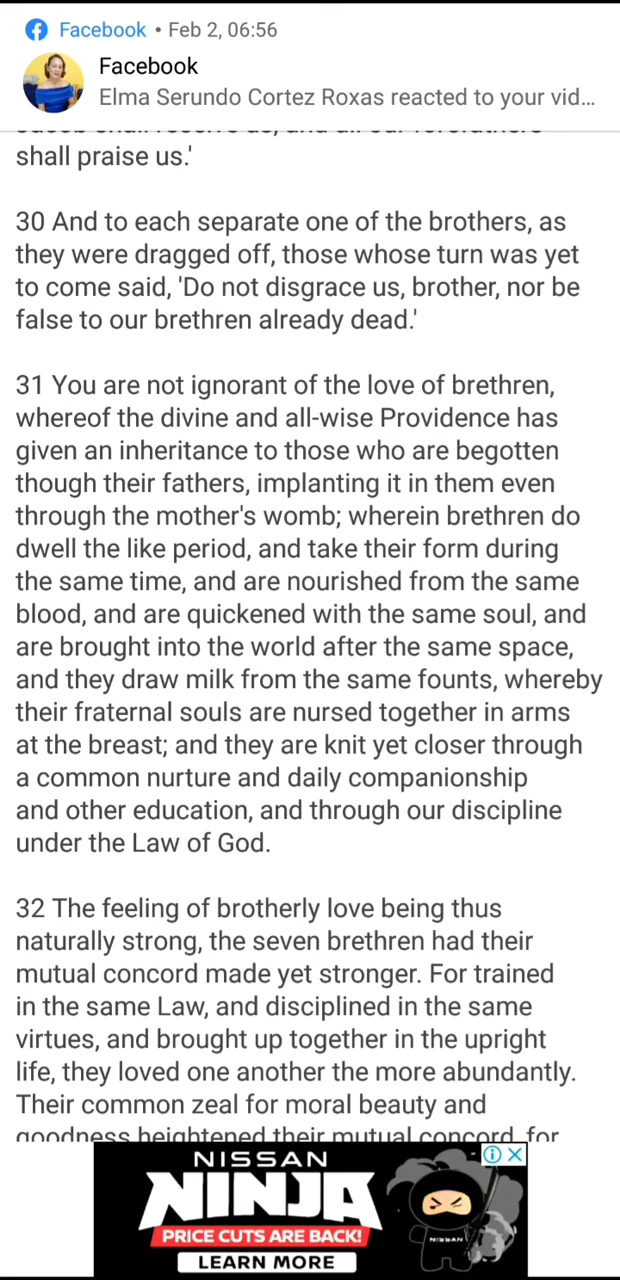 Facebook • Feb 2, 06:56
Facebook
Elma Serundo Cortez Roxas reacted to your vid...
shall praise us.'
30 And to each separate one of the brothers, as
they were dragged off, those whose turn was yet
to come said, 'Do not disgrace us, brother, nor be
false to our brethren already dead.'
31 You are not ignorant of the love of brethren,
whereof the divine and all-wise Providence has
given an inheritance to those who are begotten
though their fathers, implanting it in them even
through the mother's womb; wherein brethren do
dwell the like period, and take their form during
the same time, and are nourished from the same
blood, and are quickened with the same soul, and
are brought into the world after the same space,
and they draw milk from the same founts, whereby
their fraternal souls are nursed together in arms
at the breast; and they are knit yet closer through
a common nurture and daily companionship
and other education, and through our discipline
under the Law of God.
32 The feeling of brotherly love being thus
naturally strong, the seven brethren had their
mutual concord made yet stronger. For trained
in the same Law, and disciplined in the same
virtues, and brought up together in the upright
life, they loved one another the more abundantly.
Their common zeal for moral beauty and
goodness heightened their mutual concord, for
NISSAN
NINJA
PRICE CUTS ARE BACK!
LEARN MORE
NISSAN